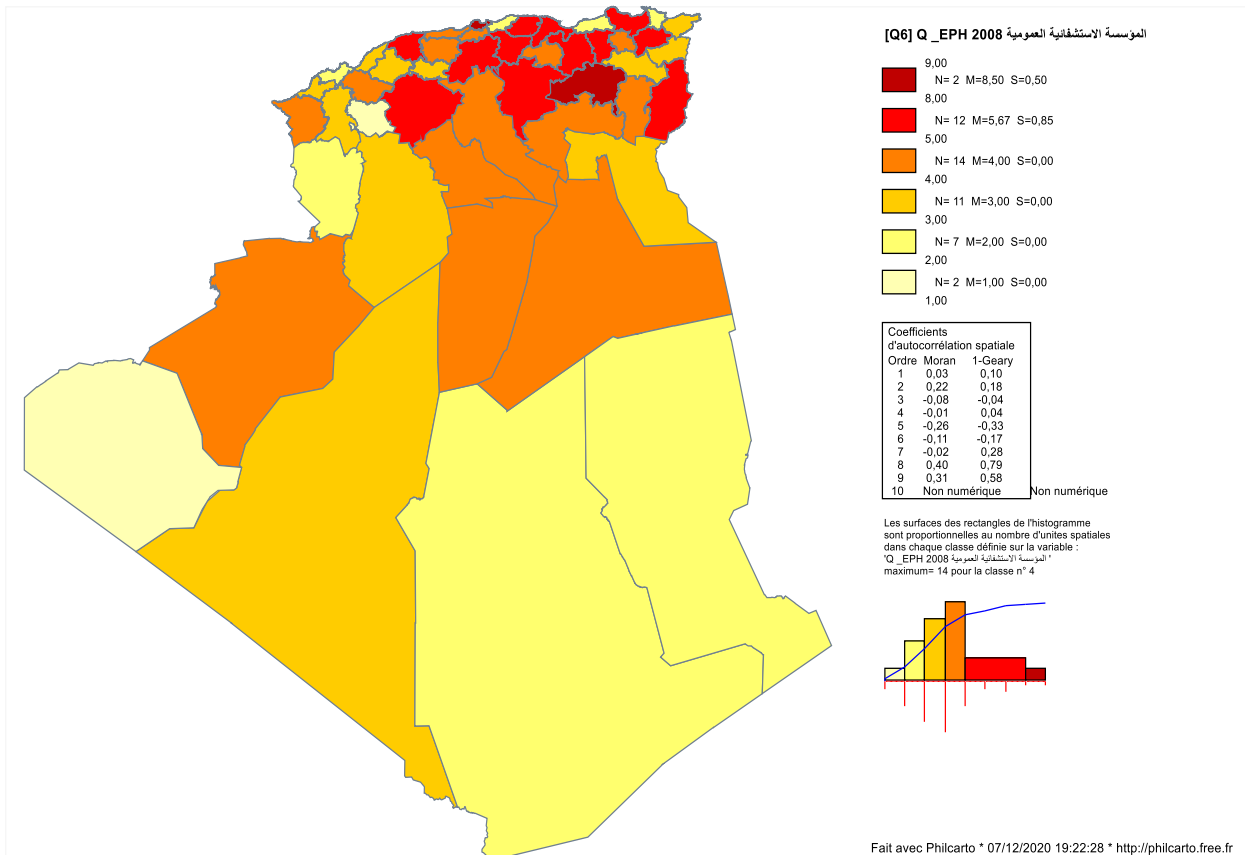 [Q6] Q _EPH 2008 المؤسسة الاستشفائية العمومية
9,00
N= 2 M=8,50 S=0,50
8,00
N= 12 M=5,67 S=0,85
5,00
N= 14 M=4,00 S=0,00
4,00
N= 11 M=3,00 S=0,00
3,00
N= 7 M=2,00 S=0,00
2,00
N= 2 M=1,00 S=0,00
1,00
Coefficients
d'autocorrélation spatiale
Ordre Moran 1-Geary
1 0,03 0,10
2 0,22 0,18
3 -0,08 -0,04
4 -0,01 0,04
5 -0,26 -0,33
6 -0,11 -0,17
7 -0,02 0,28
8 0,40 0,79
9 0,31 0,58
10 Non numérique Non numérique
Les surfaces des rectangles de l'histogramme
sont proportionnelles au nombre d'unites spatiales
dans chaque classe définie sur la variable :
'Q _EPH 2008 المؤسسة الاستشفائية العمومية '
maximum= 14 pour la classe n° 4
Fait avec Philcarto * 07/12/2020 19:22:28 * http://philcarto.free.fr